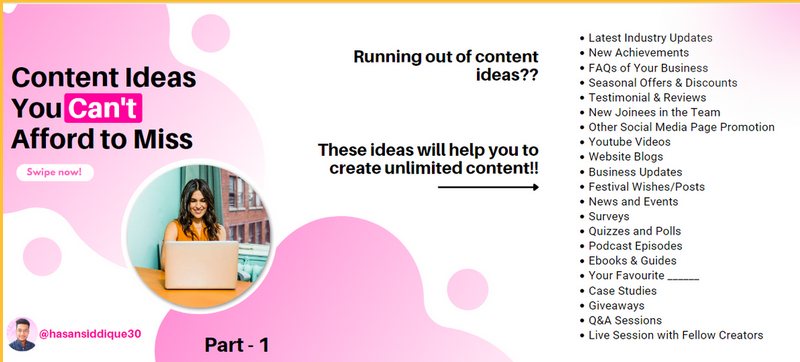 Content Ideas
You Can't
Afford to Miss
Swipe now!
@hasansiddique30
Part - 1
Running out of content
ideas??
These ideas will help you to
create unlimited content!!
• Latest Industry Updates
• New Achievements
• FAQs of Your Business
• Seasonal Offers & Discounts
• Testimonial & Reviews
• New Joinees in the Team
• Other Social Media Page Promotion
• Youtube Videos
• Website Blogs
• Business Updates
• Festival Wishes/Posts
• News and Events
• Surveys
• Quizzes and Polls
• Podcast Episodes
• Ebooks & Guides
• Your Favourite ______
• Case Studies
• Giveaways
• Q&A Sessions
• Live Session with Fellow Creators